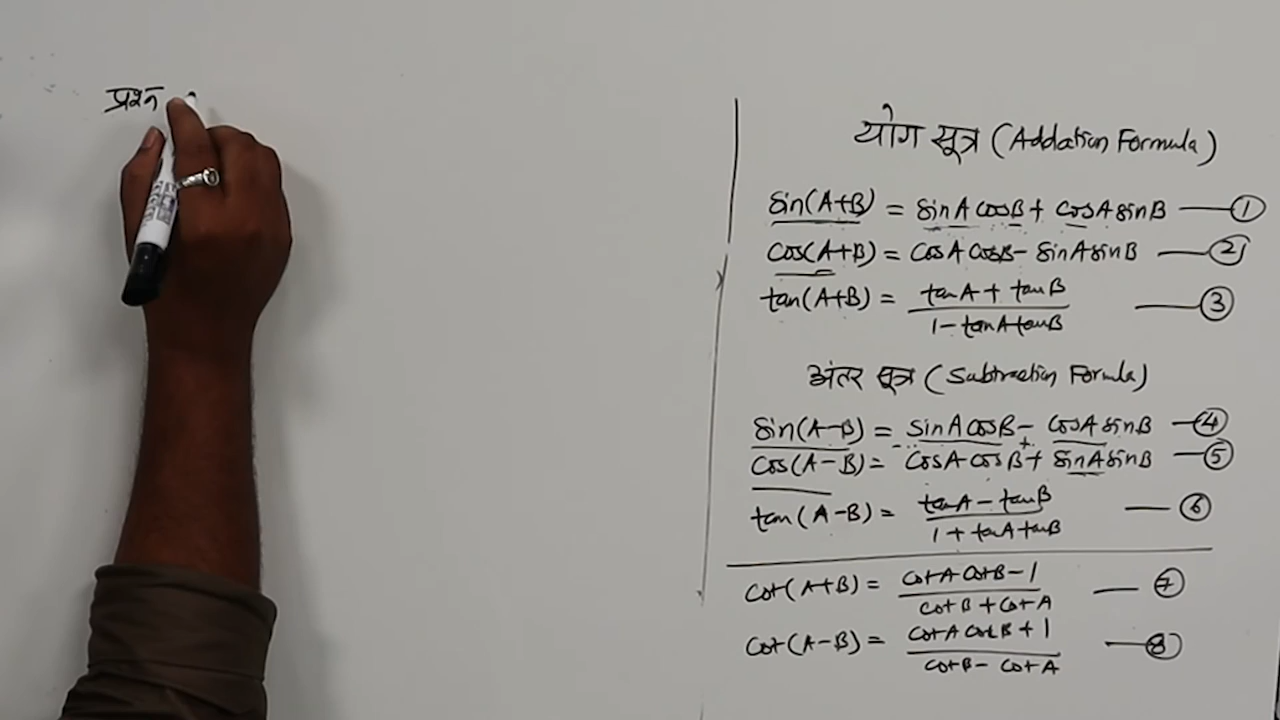 प्रश्न
योग सूत्र (Addation Formula)
sin(A+B) = sinA cosB + cosA sinB — 1
cos(A+B) = cosA cosB - sinA sinB — 2
tan(A+B) = tanA + tanB / 1 - tanA tanB — 3
अंतर सूत्र (Subtraction Formula)
sin(A-B) = sinA cosB - cosA sinB — 4
cos(A-B) = cosA cosB + sinA sinB — 5
tan(A-B) = tanA - tanB / 1 + tanA tanB — 6
cot(A+B) = cotA cotB - 1 / cotB + cotA — 7
cot(A-B) = cotA cotB + 1 / cotB - cotA — 8